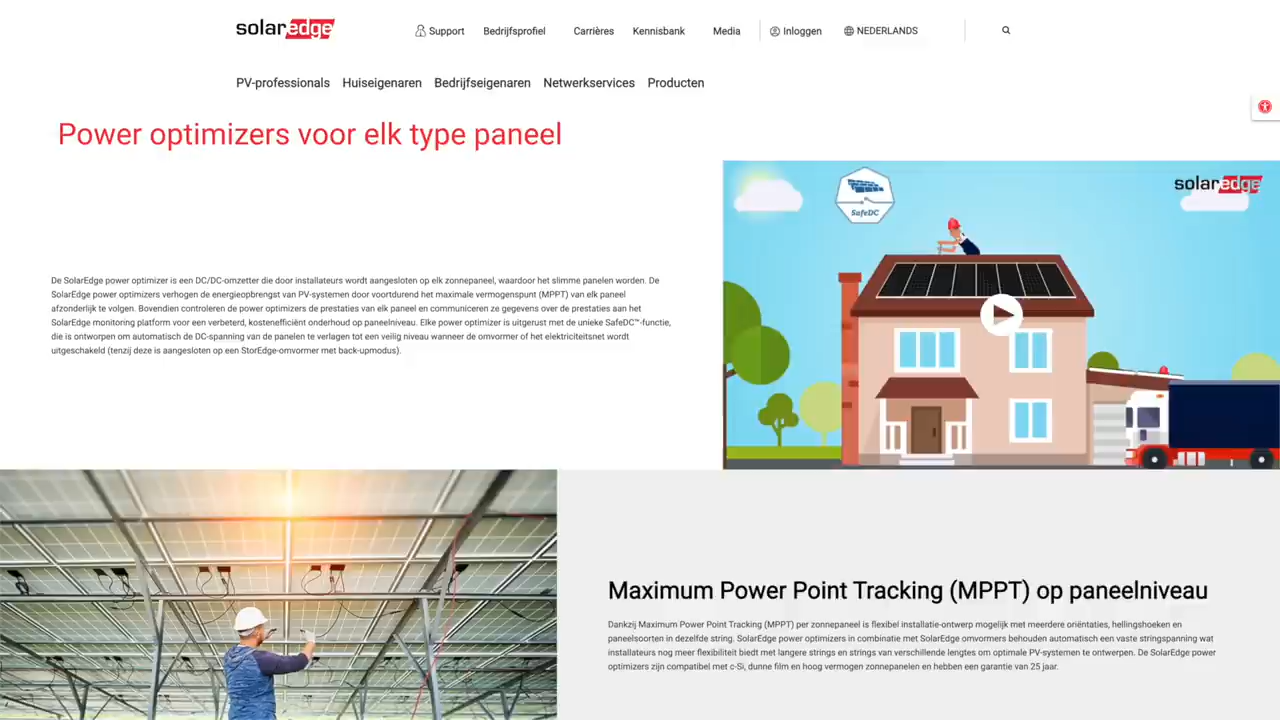 solaredge
Support Bedrijfsprofiel Carrières Kennisbank Media Inloggen NEDERLANDS
PV-professionals Huiseigenaren Bedrijfseigenaren Netwerkservices Producten
Power optimizers voor elk type paneel
SafeDC
solaredge
De SolarEdge power optimizer is een DC/DC-omzetter die door installateurs wordt aangesloten op elk zonnepaneel, waardoor het slimme panelen worden. De
SolarEdge power optimizers verhogen de energieopbrengst van PV-systemen door voortdurend het maximale vermogenspunt (MPPT) van elk paneel
afzonderlijk te volgen. Bovendien controleren de power optimizers de prestaties van elk paneel en communiceren ze gegevens over de prestaties aan het
SolarEdge monitoring platform voor een verbeterd, kostenefficiënt onderhoud op paneelniveau. Elke power optimizer is uitgerust met de unieke SafeDC™-functie,
die is ontworpen om automatisch de DC-spanning van de panelen te verlagen tot een veilig niveau wanneer de omvormer of het elektriciteitsnet wordt
uitgeschakeld (tenzij deze is aangesloten op een StorEdge-omvormer met back-upmodus).
Maximum Power Point Tracking (MPPT) op paneelniveau
Dankzij Maximum Power Point Tracking (MPPT) per zonnepaneel is flexibel installatie-ontwerp mogelijk met meerdere oriëntaties, hellingshoeken en
paneelsoorten in dezelfde string. SolarEdge power optimizers in combinatie met SolarEdge omvormers behouden automatisch een vaste stringspanning wat
installateurs nog meer flexibiliteit biedt met langere strings en strings van verschillende lengtes om optimale PV-systemen te ontwerpen. De SolarEdge power
optimizers zijn compatibel met c-Si, dunne film en hoog vermogen zonnepanelen en hebben een garantie van 25 jaar.